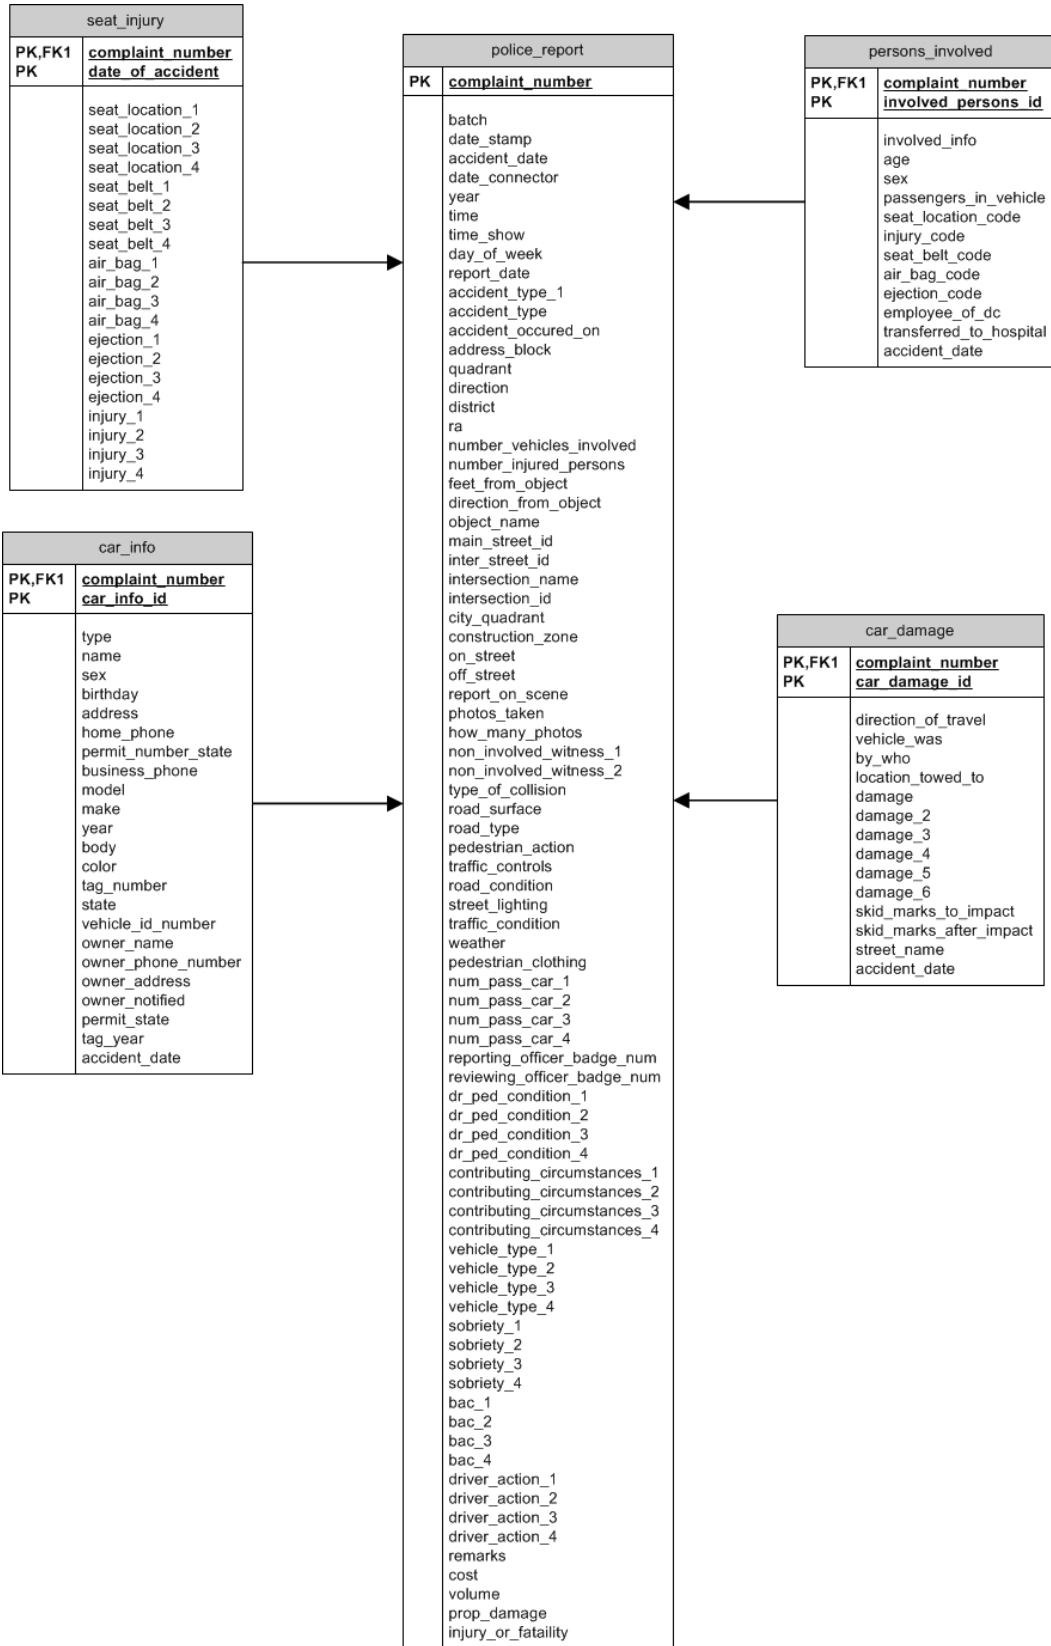 seat_injury
PK,FK1 complaint_number
PK date_of_accident
seat_location_1
seat_location_2
seat_location_3
seat_location_4
seat_belt_1
seat_belt_2
seat_belt_3
seat_belt_4
air_bag_1
air_bag_2
air_bag_3
air_bag_4
ejection_1
ejection_2
ejection_3
ejection_4
injury_1
injury_2
injury_3
injury_4
car_info
PK,FK1 complaint_number
PK car_info_id
type
name
sex
birthday
address
home_phone
permit_number_state
business_phone
model
make
year
body
color
tag_number
state
vehicle_id_number
owner_name
owner_phone_number
owner_address
owner_notified
permit_state
tag_year
accident_date
police_report
PK complaint_number
batch
date_stamp
accident_date
date_connector
year
time
time_show
day_of_week
report_date
accident_type_1
accident_type
accident_occured_on
address_block
quadrant
direction
district
ra
number_vehicles_involved
number_injured_persons
feet_from_object
direction_from_object
object_name
main_street_id
inter_street_id
intersection_name
intersection_id
city_quadrant
construction_zone
on_street
off_street
report_on_scene
photos_taken
how_many_photos
non_involved_witness_1
non_involved_witness_2
type_of_collision
road_surface
road_type
pedestrian_action
traffic_controls
road_condition
street_lighting
traffic_condition
weather
pedestrian_clothing
num_pass_car_1
num_pass_car_2
num_pass_car_3
num_pass_car_4
reporting_officer_badge_num
reviewing_officer_badge_num
dr_ped_condition_1
dr_ped_condition_2
dr_ped_condition_3
dr_ped_condition_4
contributing_circumstances_1
contributing_circumstances_2
contributing_circumstances_3
contributing_circumstances_4
vehicle_type_1
vehicle_type_2
vehicle_type_3
vehicle_type_4
sobriety_1
sobriety_2
sobriety_3
sobriety_4
bac_1
bac_2
bac_3
bac_4
driver_action_1
driver_action_2
driver_action_3
driver_action_4
remarks
cost
volume
prop_damage
injury_or_fataility
persons_involved
PK,FK1 complaint_number
PK involved_persons_id
involved_info
age
sex
passengers_in_vehicle
seat_location_code
injury_code
seat_belt_code
air_bag_code
ejection_code
employee_of_dc
transferred_to_hospital
accident_date
car_damage
PK,FK1 complaint_number
PK car_damage_id
direction_of_travel
vehicle_was
by_who
location_towed_to
damage
damage_2
damage_3
damage_4
damage_5
damage_6
skid_marks_to_impact
skid_marks_after_impact
street_name
accident_date